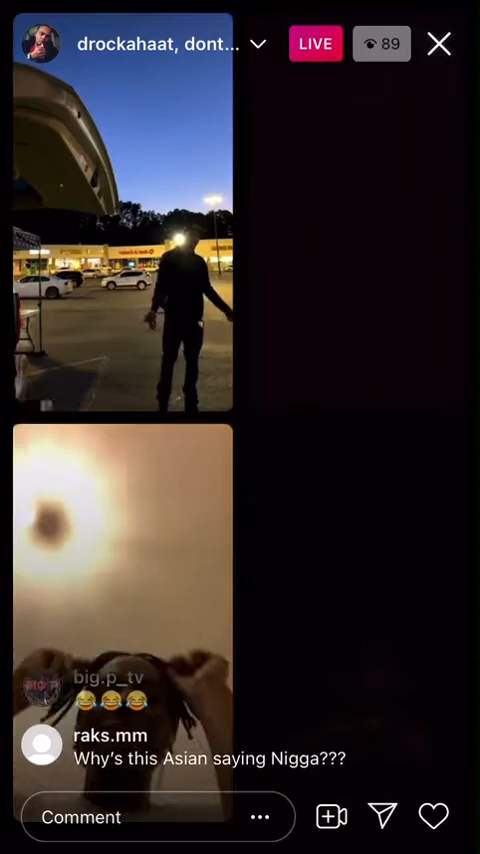 drockahaat, dont...
LIVE
89
big.p_tv
😂😂😂
raks.mm
Why's this Asian saying Nigga???
Comment